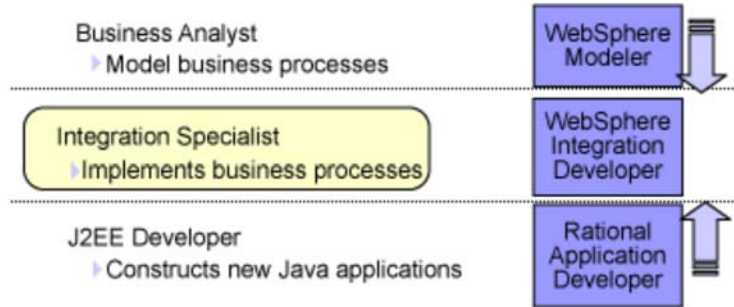 Business Analyst
Model business processes
WebSphere
Modeler
Integration Specialist
Implements business processes
WebSphere
Integration
Developer
J2EE Developer
Constructs new Java applications
Rational
Application
Developer